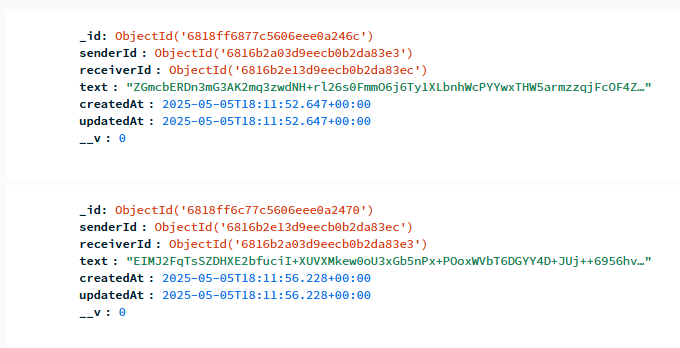 _id: ObjectId('6818ff6877c5606eee0a246c')
senderId : ObjectId('6816b2a03d9eecb0b2da83e3')
receiverId : ObjectId('6816b2e13d9eecb0b2da83ec')
text : "ZGmcbERDn3mG3AK2mq3zwdNH+rl26s0FmmO6j6Ty1XLbnhWcPYYwxTHW5armzzqjFcOF4Z…"
createdAt : 2025-05-05T18:11:52.647+00:00
updatedAt : 2025-05-05T18:11:52.647+00:00
__v : 0
_id: ObjectId('6818ff6c77c5606eee0a2470')
senderId : ObjectId('6816b2e13d9eecb0b2da83ec')
receiverId : ObjectId('6816b2a03d9eecb0b2da83e3')
text : "EIMJ2FqTsSZDHXE2bfuciI+XUVXMkew0oU3xGb5nPx+POoxWVbT6DGYY4D+JUj++6956hv…"
createdAt : 2025-05-05T18:11:56.228+00:00
updatedAt : 2025-05-05T18:11:56.228+00:00
__v : 0